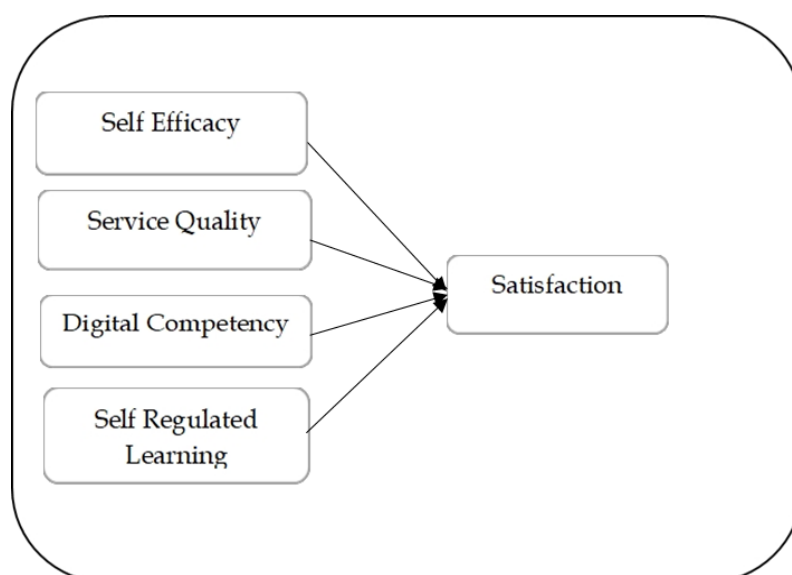 Self Efficacy
Service Quality
Digital Competency
Self Regulated
Learning
Satisfaction